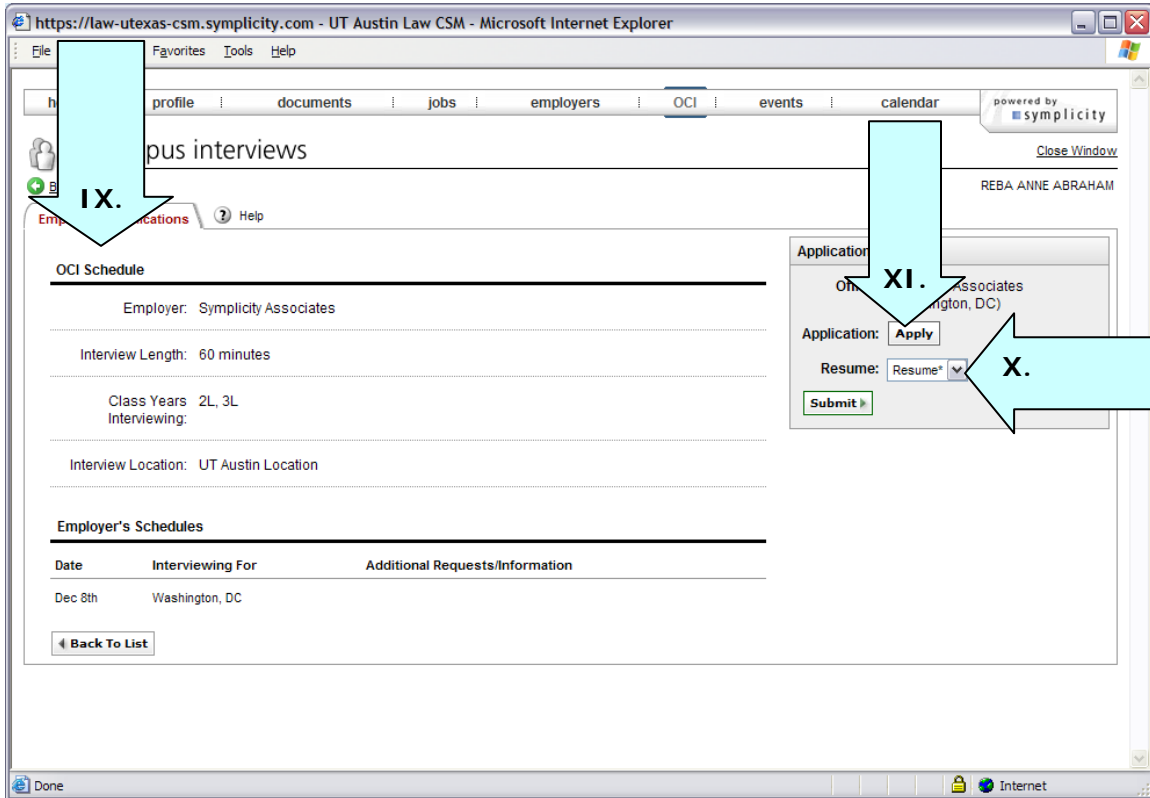 https://law-utexas-csm.symplicity.com - UT Austin Law CSM - Microsoft Internet Explorer
File Favorites Tools Help
profile documents jobs employers OCI events calendar powered by
symplicity
pus interviews Close Window
IX. REBA ANNE ABRAHAM
Help
OCI Schedule
Employer: Symplicity Associates
Interview Length: 60 minutes
Class Years 2L, 3L
Interviewing:
Interview Location: UT Austin Location
Employer's Schedules
Date Interviewing For Additional Requests/Information
Dec 8th Washington, DC
Back To List
Application
XI. Associates
DC)
Application: Apply
Resume: Resume* X.
Submit
Done Internet